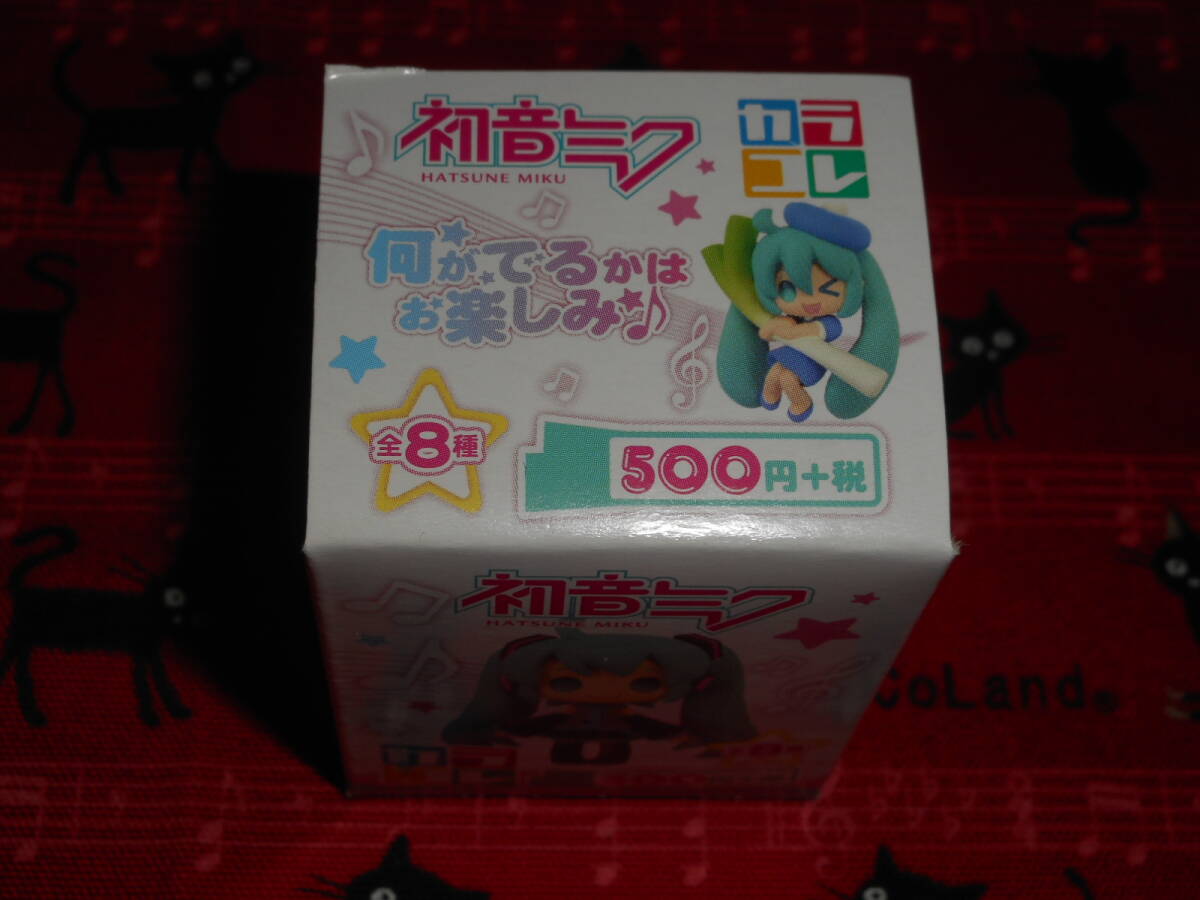 初音ミク
HATSUNE MIKU
カラ
コレ
何がでるかは
お楽しみ♪
全8種
500円+税
初音ミク
HATSUNE MIKU
coLand®